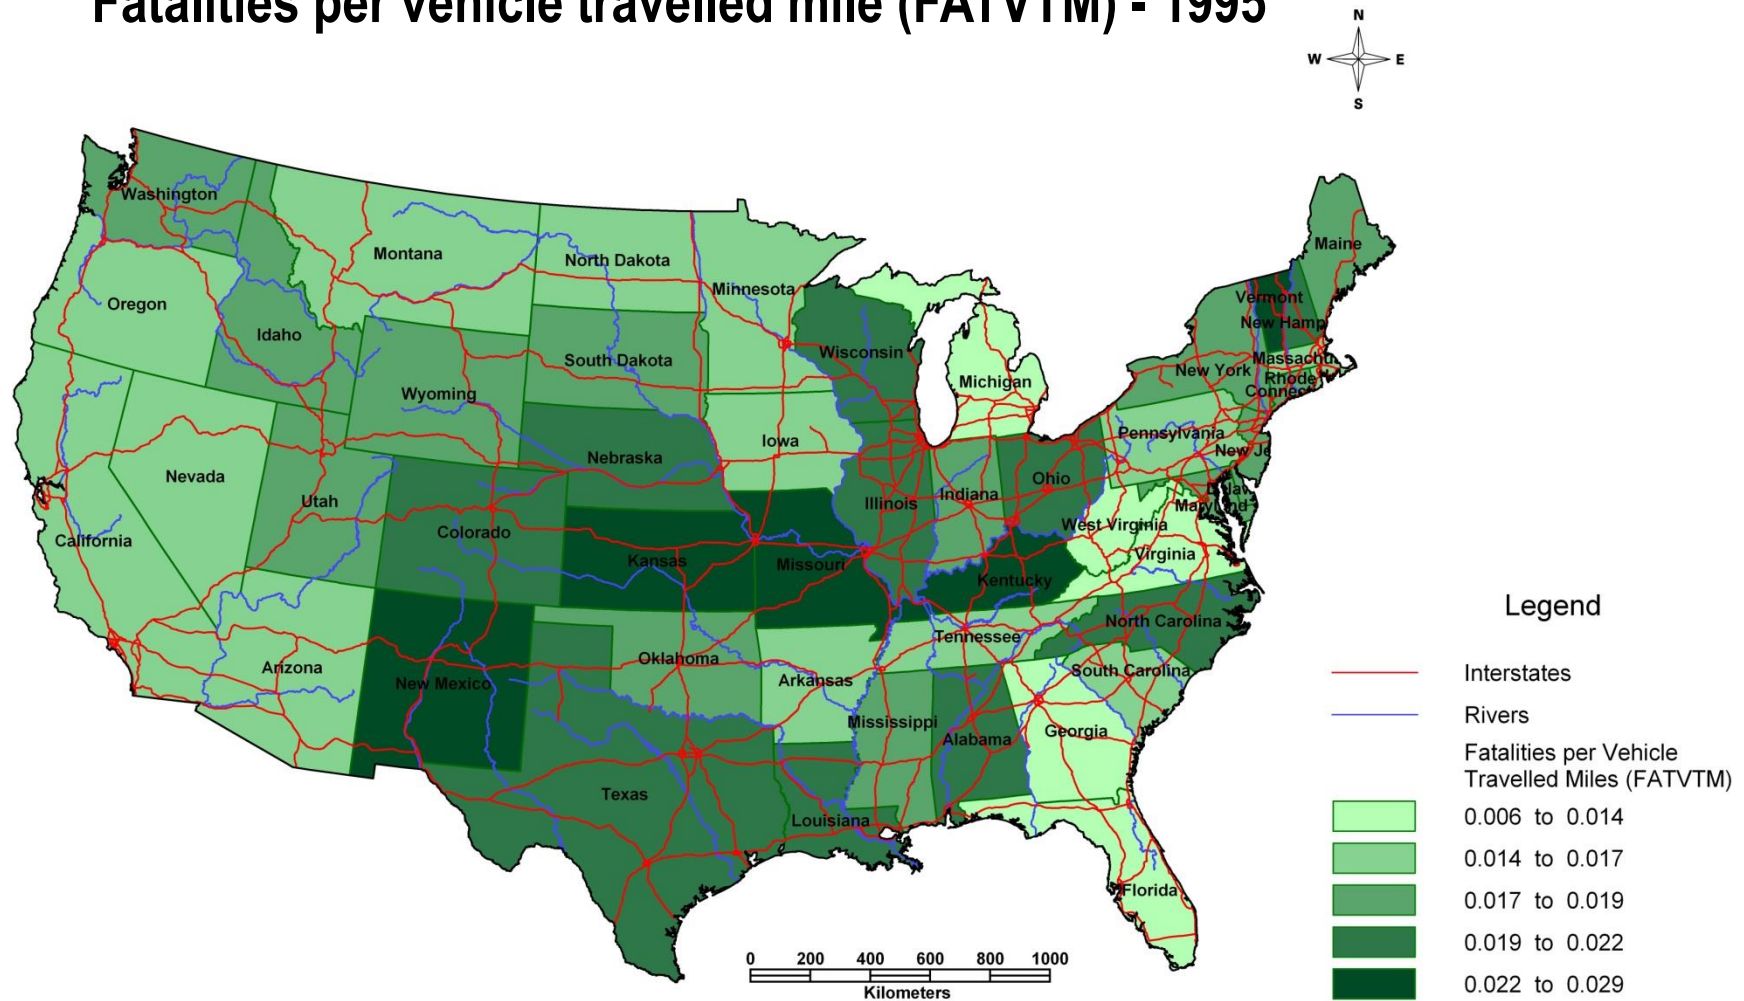 Fatalities per vehicle travelled mile (FATVTM) - 1995
N
W E
S
Washington
Montana
North Dakota
Minnesota
Maine
Oregon
Idaho
South Dakota
Wisconsin
Michigan
Vermont
New Hamp
Massachu
New York
Rhode
Connec
Wyoming
Nebraska
Iowa
Pennsylvania
New Je
Nevada
Utah
Colorado
Illinois
Indiana
Ohio
West Virginia
Virginia
California
Kansas
Missouri
Kentucky
Arizona
New Mexico
Oklahoma
Arkansas
Tennessee
North Carolina
South Carolina
Mississippi
Alabama
Georgia
Texas
Louisiana
Florida
Legend
Interstates
Rivers
Fatalities per Vehicle
Travelled Miles (FATVTM)
0.006 to 0.014
0.014 to 0.017
0.017 to 0.019
0.019 to 0.022
0.022 to 0.029
0 200 400 600 800 1000
Kilometers